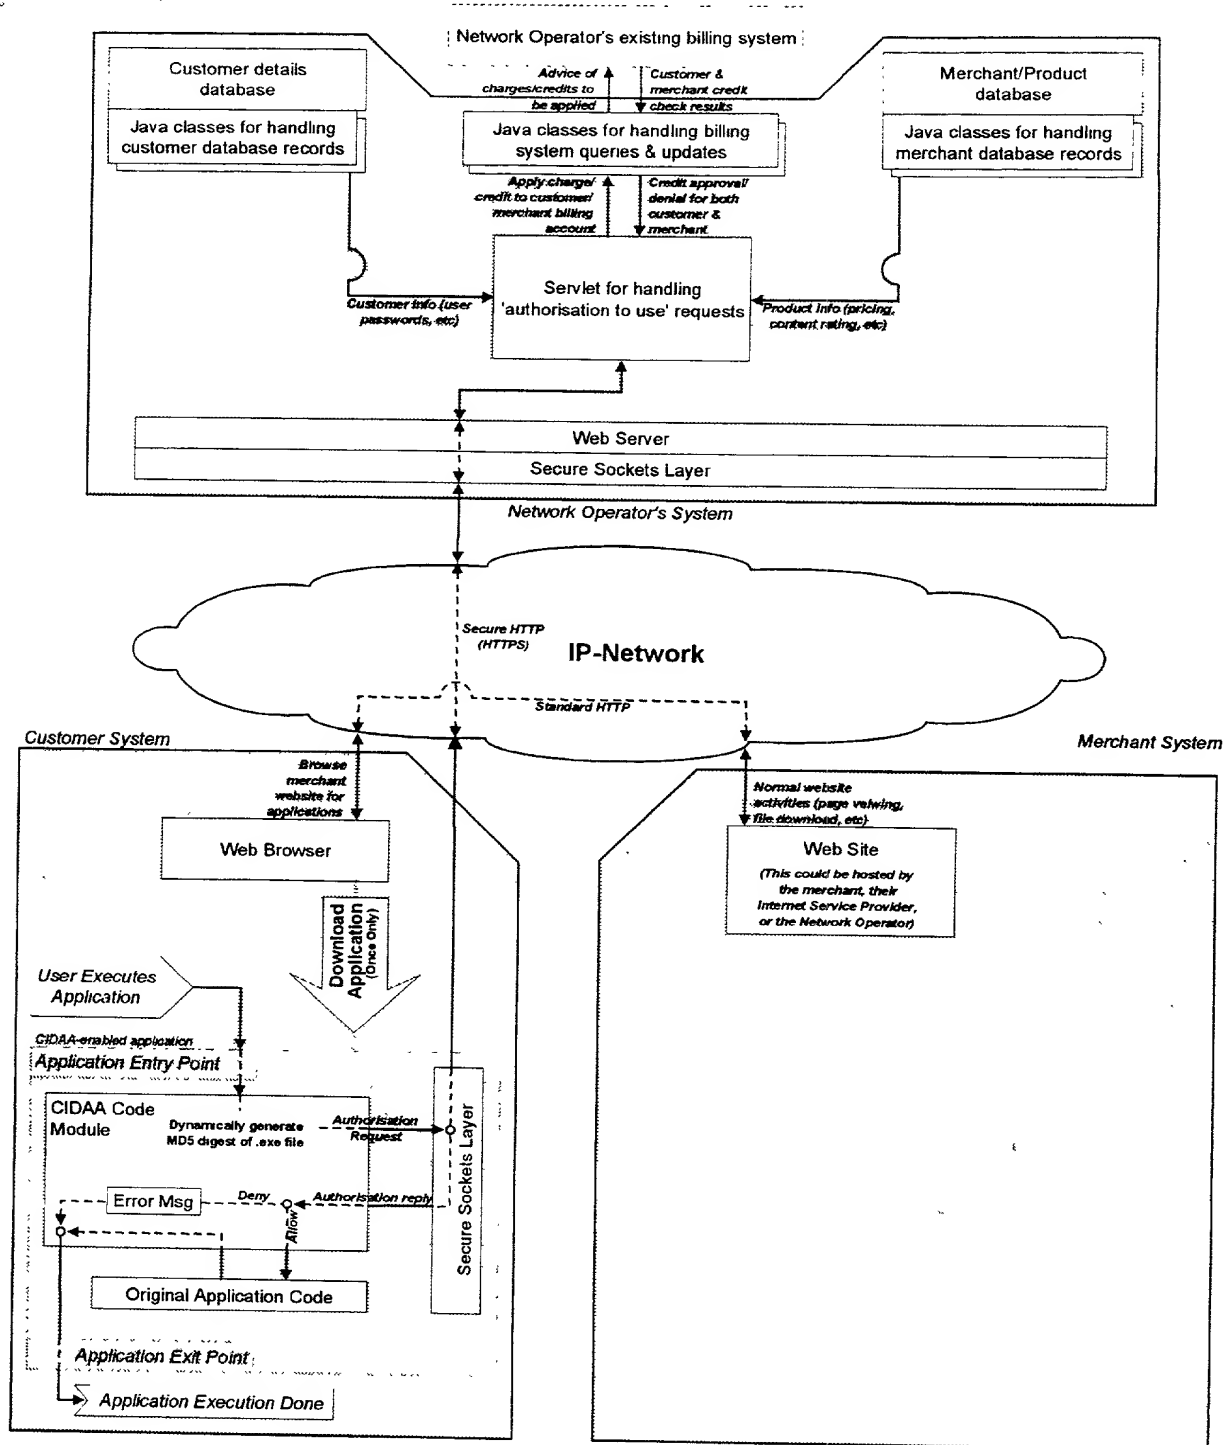 Network Operator's existing billing system
Customer details
database
Java classes for handling
customer database records
Advice of
charges/credits to
be applied
Customer &
merchant credit
check results
Merchant/Product
database
Java classes for handling
merchant database records
Java classes for handling billing
system queries & updates
Apply charge/
credit to customer/
merchant billing
account
Credit approval/
denial for both
customer &
merchant
Servlet for handling
'authorisation to use' requests
Customer info (user
passwords, etc)
Product info (pricing,
content rating, etc)
Web Server
Secure Sockets Layer
Network Operator's System
Secure HTTP
(HTTPS)
IP-Network
Standard HTTP
Customer System
Merchant System
Browse
merchant
website for
applications
Web Browser
Normal website
activities (page veiwing,
file download, etc)
Web Site
(This could be hosted by
the merchant, their
Internet Service Provider,
or the Network Operator)
Download
Application
(Once Only)
User Executes
Application
CIDAA-enabled application
Application Entry Point
CIDAA Code
Module
Dynamically generate
MD5 digest of .exe file
Authorisation
Request
Secure Sockets Layer
Error Msg
Deny
Authorisation reply
Allow
Original Application Code
Application Exit Point
Application Execution Done